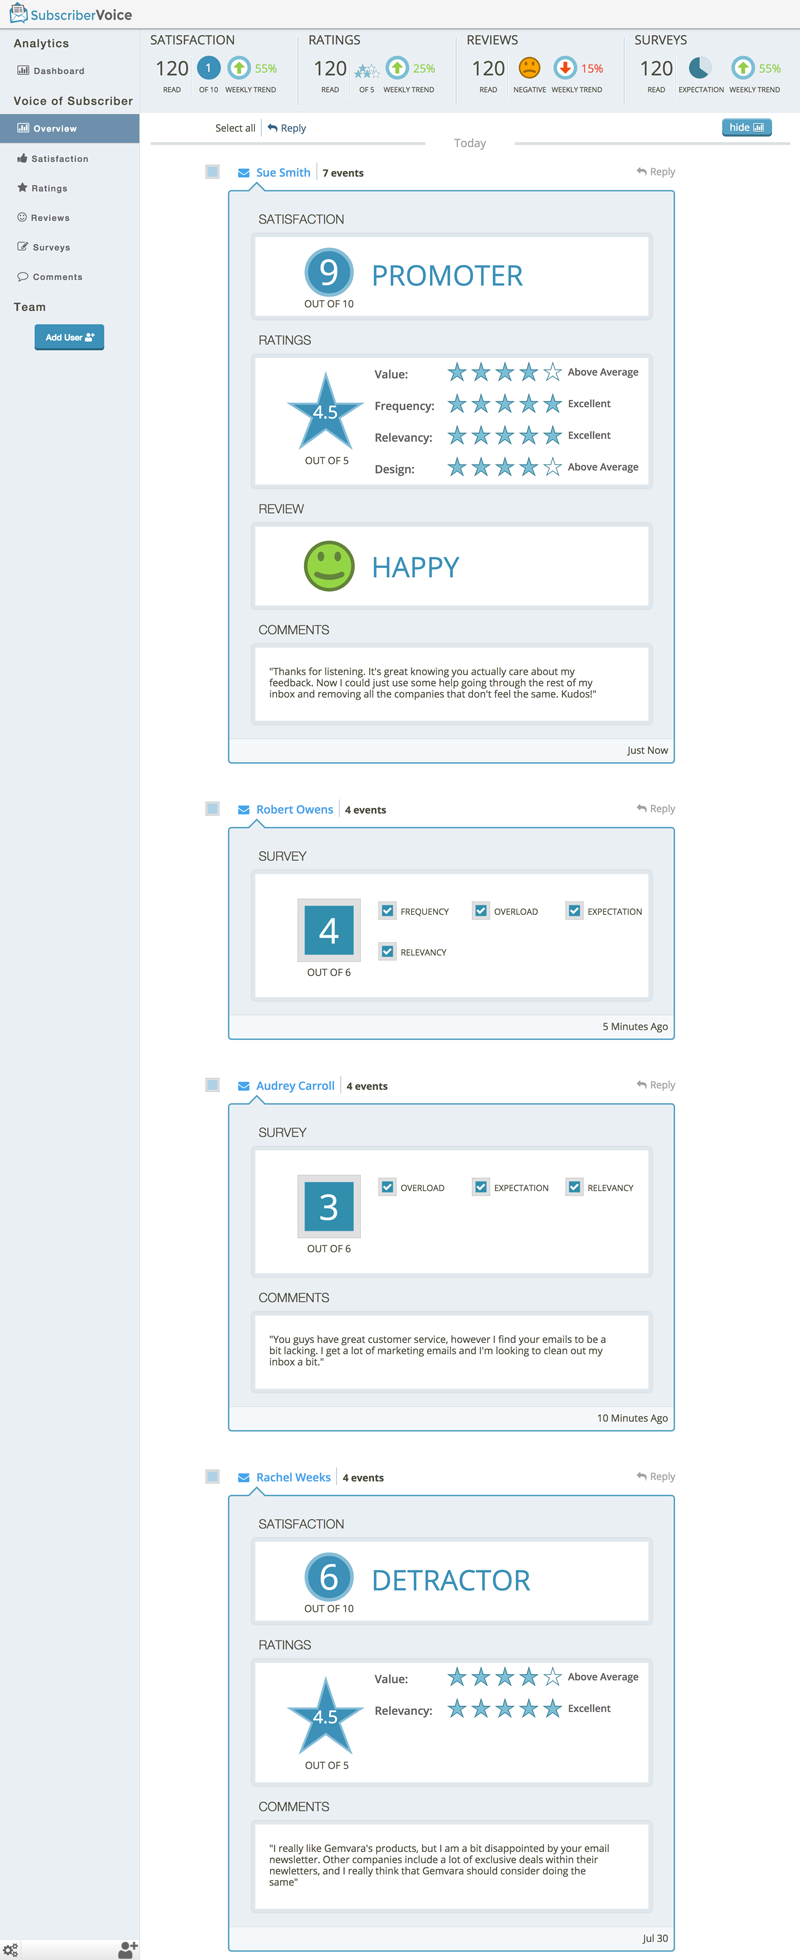 SubscriberVoice
Analytics
Dashboard
Voice of Subscriber
Overview
Satisfaction
Ratings
Reviews
Surveys
Comments
Team
Add User
SATISFACTION
120 1 55%
READ OF 10 WEEKLY TREND
RATINGS
120 25%
READ OF 5 WEEKLY TREND
REVIEWS
120 15%
READ NEGATIVE WEEKLY TREND
SURVEYS
120 55%
READ EXPECTATION WEEKLY TREND
Select all Reply hide
Today
Sue Smith 7 events Reply
SATISFACTION
9 PROMOTER
OUT OF 10
RATINGS
4.5
OUT OF 5
Value: Above Average
Frequency: Excellent
Relevancy: Excellent
Design: Above Average
REVIEW
HAPPY
COMMENTS
"Thanks for listening. It's great knowing you actually care about my
feedback. Now I could just use some help going through the rest of my
inbox and removing all the companies that don't feel the same. Kudos!"
Just Now
Robert Owens 4 events Reply
SURVEY
4
OUT OF 6
FREQUENCY OVERLOAD EXPECTATION
RELEVANCY
5 Minutes Ago
Audrey Carroll 4 events Reply
SURVEY
3
OUT OF 6
OVERLOAD EXPECTATION RELEVANCY
COMMENTS
"You guys have great customer service, however I find your emails to be a
bit lacking. I get a lot of marketing emails and I'm looking to clean out my
inbox a bit."
10 Minutes Ago
Rachel Weeks 4 events Reply
SATISFACTION
6 DETRACTOR
OUT OF 10
RATINGS
4.5
OUT OF 5
Value: Above Average
Relevancy: Excellent
COMMENTS
"I really like Gemvara's products, but I am a bit disappointed by your email
newsletter. Other companies include a lot of exclusive deals within their
newletters, and I really think that Gemvara should consider doing the
same"
Jul 30